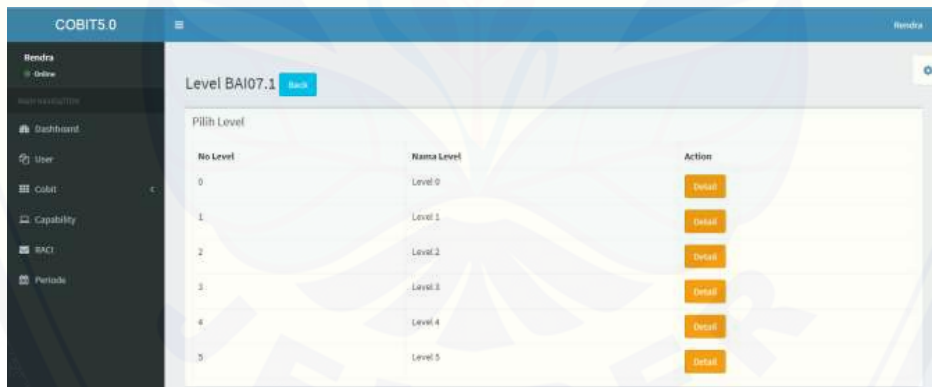 COBIT5.0
Rendra
Rendra
Online
MAIN NAVIGATION
Dashboard
User
Cobit
Capability
RACI
Periode
Level BAI07.1 Back
Pilih Level
No Level Nama Level Action
0 Level 0 Detail
1 Level 1 Detail
2 Level 2 Detail
3 Level 3 Detail
4 Level 4 Detail
5 Level 5 Detail